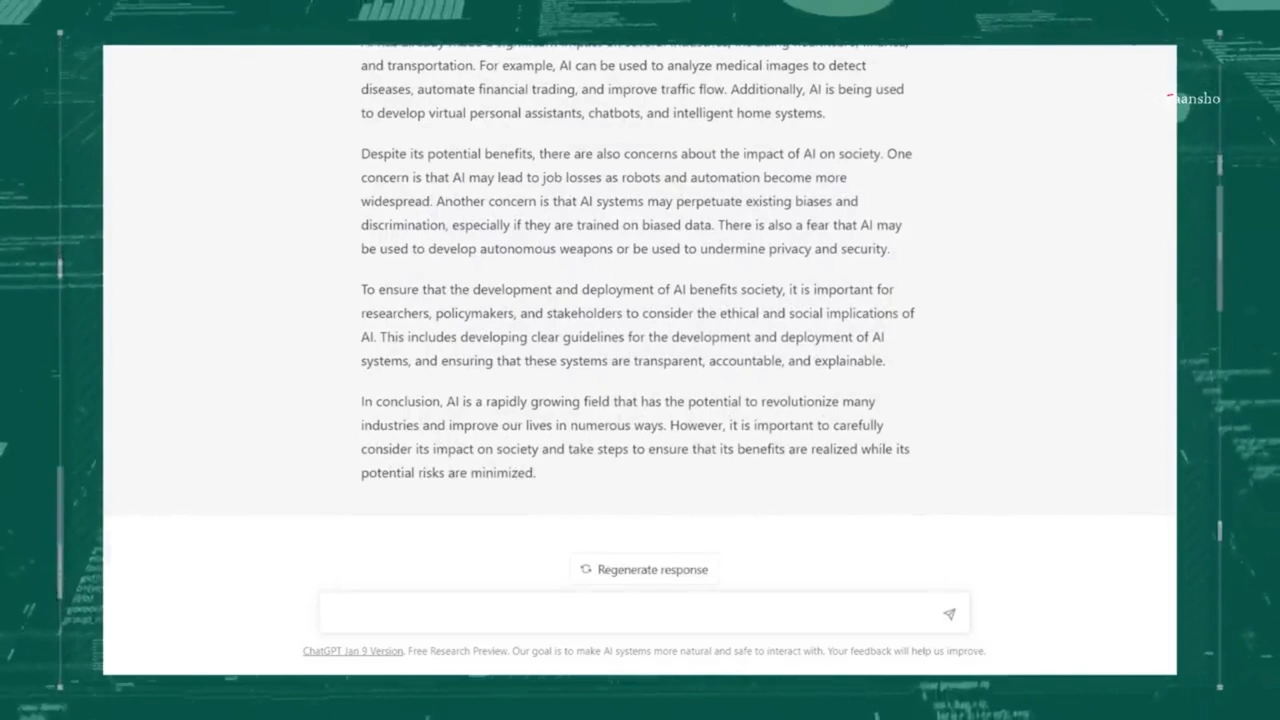 and transportation. For example, AI can be used to analyze medical images to detect
diseases, automate financial trading, and improve traffic flow. Additionally, AI is being used
to develop virtual personal assistants, chatbots, and intelligent home systems.
Despite its potential benefits, there are also concerns about the impact of AI on society. One
concern is that AI may lead to job losses as robots and automation become more
widespread. Another concern is that AI systems may perpetuate existing biases and
discrimination, especially if they are trained on biased data. There is also a fear that AI may
be used to develop autonomous weapons or be used to undermine privacy and security.
To ensure that the development and deployment of AI benefits society, it is important for
researchers, policymakers, and stakeholders to consider the ethical and social implications of
AI. This includes developing clear guidelines for the development and deployment of AI
systems, and ensuring that these systems are transparent, accountable, and explainable.
In conclusion, AI is a rapidly growing field that has the potential to revolutionize many
industries and improve our lives in numerous ways. However, it is important to carefully
consider its impact on society and take steps to ensure that its benefits are realized while its
potential risks are minimized.
Regenerate response
ChatGPT Jan 9 Version. Free Research Preview. Our goal is to make AI systems more natural and safe to interact with. Your feedback will help us improve.